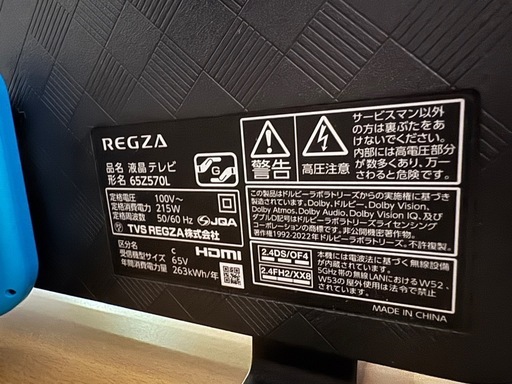 REGZA
品名 液晶テレビ
形名 65Z570L
定格電圧 100V~
定格消費電力 215W
定格周波数 50/60 Hz
JQA
TVS REGZA株式会社
区分名 C
受信機型サイズ 65V
年間消費電力量 263kWh/年
HDMI
G
警告
高圧注意
サービスマン以外
の方は裏ぶたをあ
けないでください。
内部には高電圧部分
が数多くあり、万一
さわると危険です。
この製品はドルビーラボラトリーズからの実施権に基づき
製造されています。Dolby、ドルビー、Dolby Vision、
Dolby Atmos、Dolby Audio、Dolby Vision IQ、及びダ
ブルD記号はドルビーラボラトリーズライセンシング
コーポレーションの商標です。非公開機密著作物。
著作権 1992-2022年ドルビーラボラトリーズ。不許複製。
2.4DS/OF4
2.4FH2/XX8
本機には電波法に基づく無線設備
が内蔵されています。
5GHz帯の無線LANにおけるW52、
W53の屋外使用は法令で禁止
されています。
MADE IN CHINA